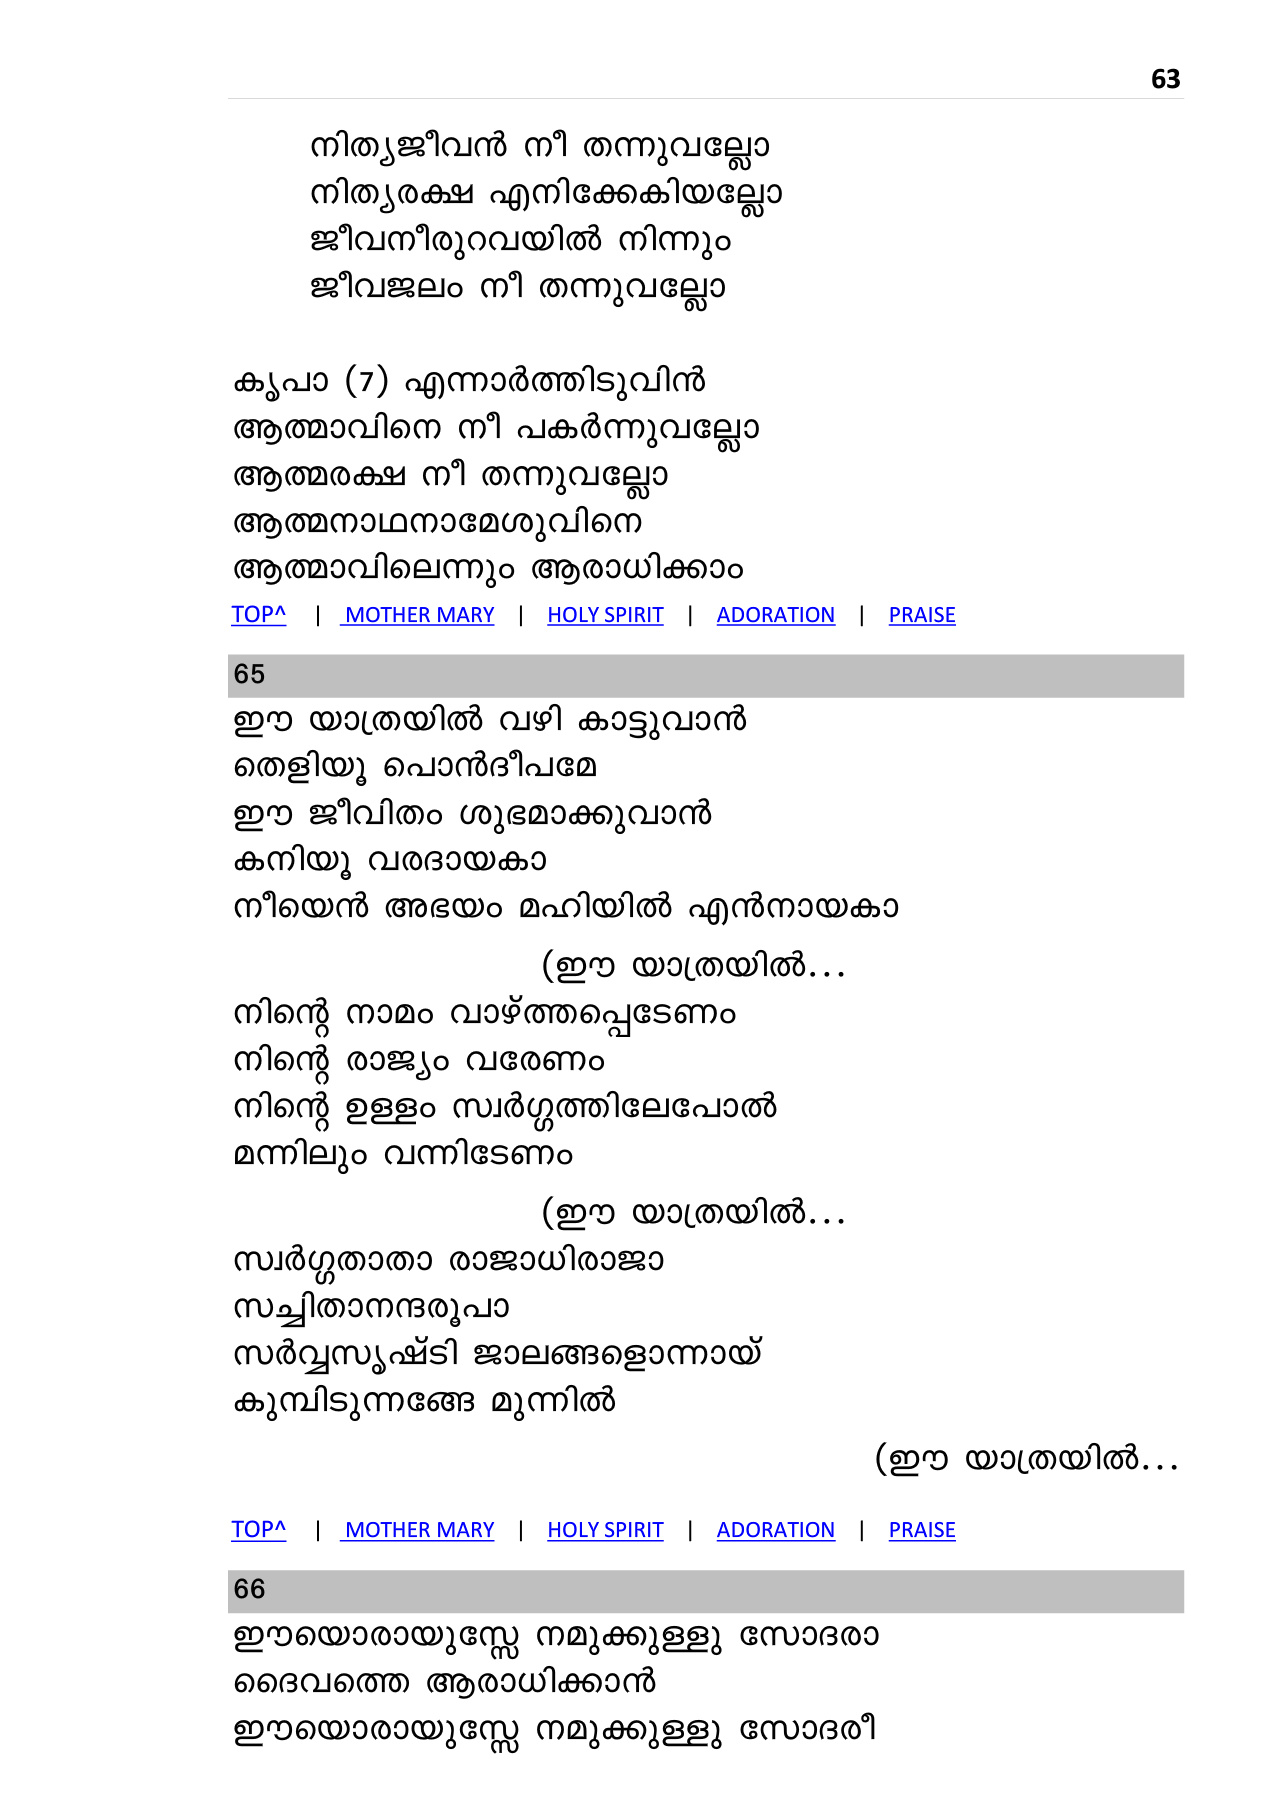 63
നിത്യജീവൻ നീ തന്നുവല്ലോ
നിത്യരക്ഷ എനിക്കേകിയല്ലോ
ജീവനീരുറവയിൽ നിന്നും
ജീവജലം നീ തന്നുവല്ലോ
കൃപാ (7) എന്നാർത്തിടുവിൻ
ആത്മാവിനെ നീ പകർന്നുവല്ലോ
ആത്മരക്ഷ നീ തന്നുവല്ലോ
ആത്മനാഥനാമേശുവിനെ
ആത്മാവിലെന്നും ആരാധിക്കാം
TOP^ | MOTHER MARY | HOLY SPIRIT | ADORATION | PRAISE
65
ഈ യാത്രയിൽ വഴി കാട്ടുവാൻ
തെളിയൂ പൊൻദീപമേ
ഈ ജീവിതം ശുഭമാക്കുവാൻ
കനിയൂ വരദായകാ
നീയെൻ അഭയം മഹിയിൽ എൻനായകാ
(ഈ യാത്രയിൽ...
നിന്റെ നാമം വാഴ്ത്തപ്പെടേണം
നിന്റെ രാജ്യം വരേണം
നിന്റെ ഉള്ളം സ്വർഗ്ഗത്തിലേപോൽ
മന്നിലും വന്നിടേണം
(ഈ യാത്രയിൽ...
സ്വർഗ്ഗതാതാ രാജാധിരാജാ
സച്ചിതാനന്ദരൂപാ
സർവ്വസൃഷ്ടി ജാലങ്ങളൊന്നായ്
കുമ്പിടുന്നങ്ങേ മുന്നിൽ
(ഈ യാത്രയിൽ...
TOP^ | MOTHER MARY | HOLY SPIRIT | ADORATION | PRAISE
66
ഈയൊരായുസ്സേ നമുക്കുള്ളു സോദരാ
ദൈവത്തെ ആരാധിക്കാൻ
ഈയൊരായുസ്സേ നമുക്കുള്ളു സോദരീ